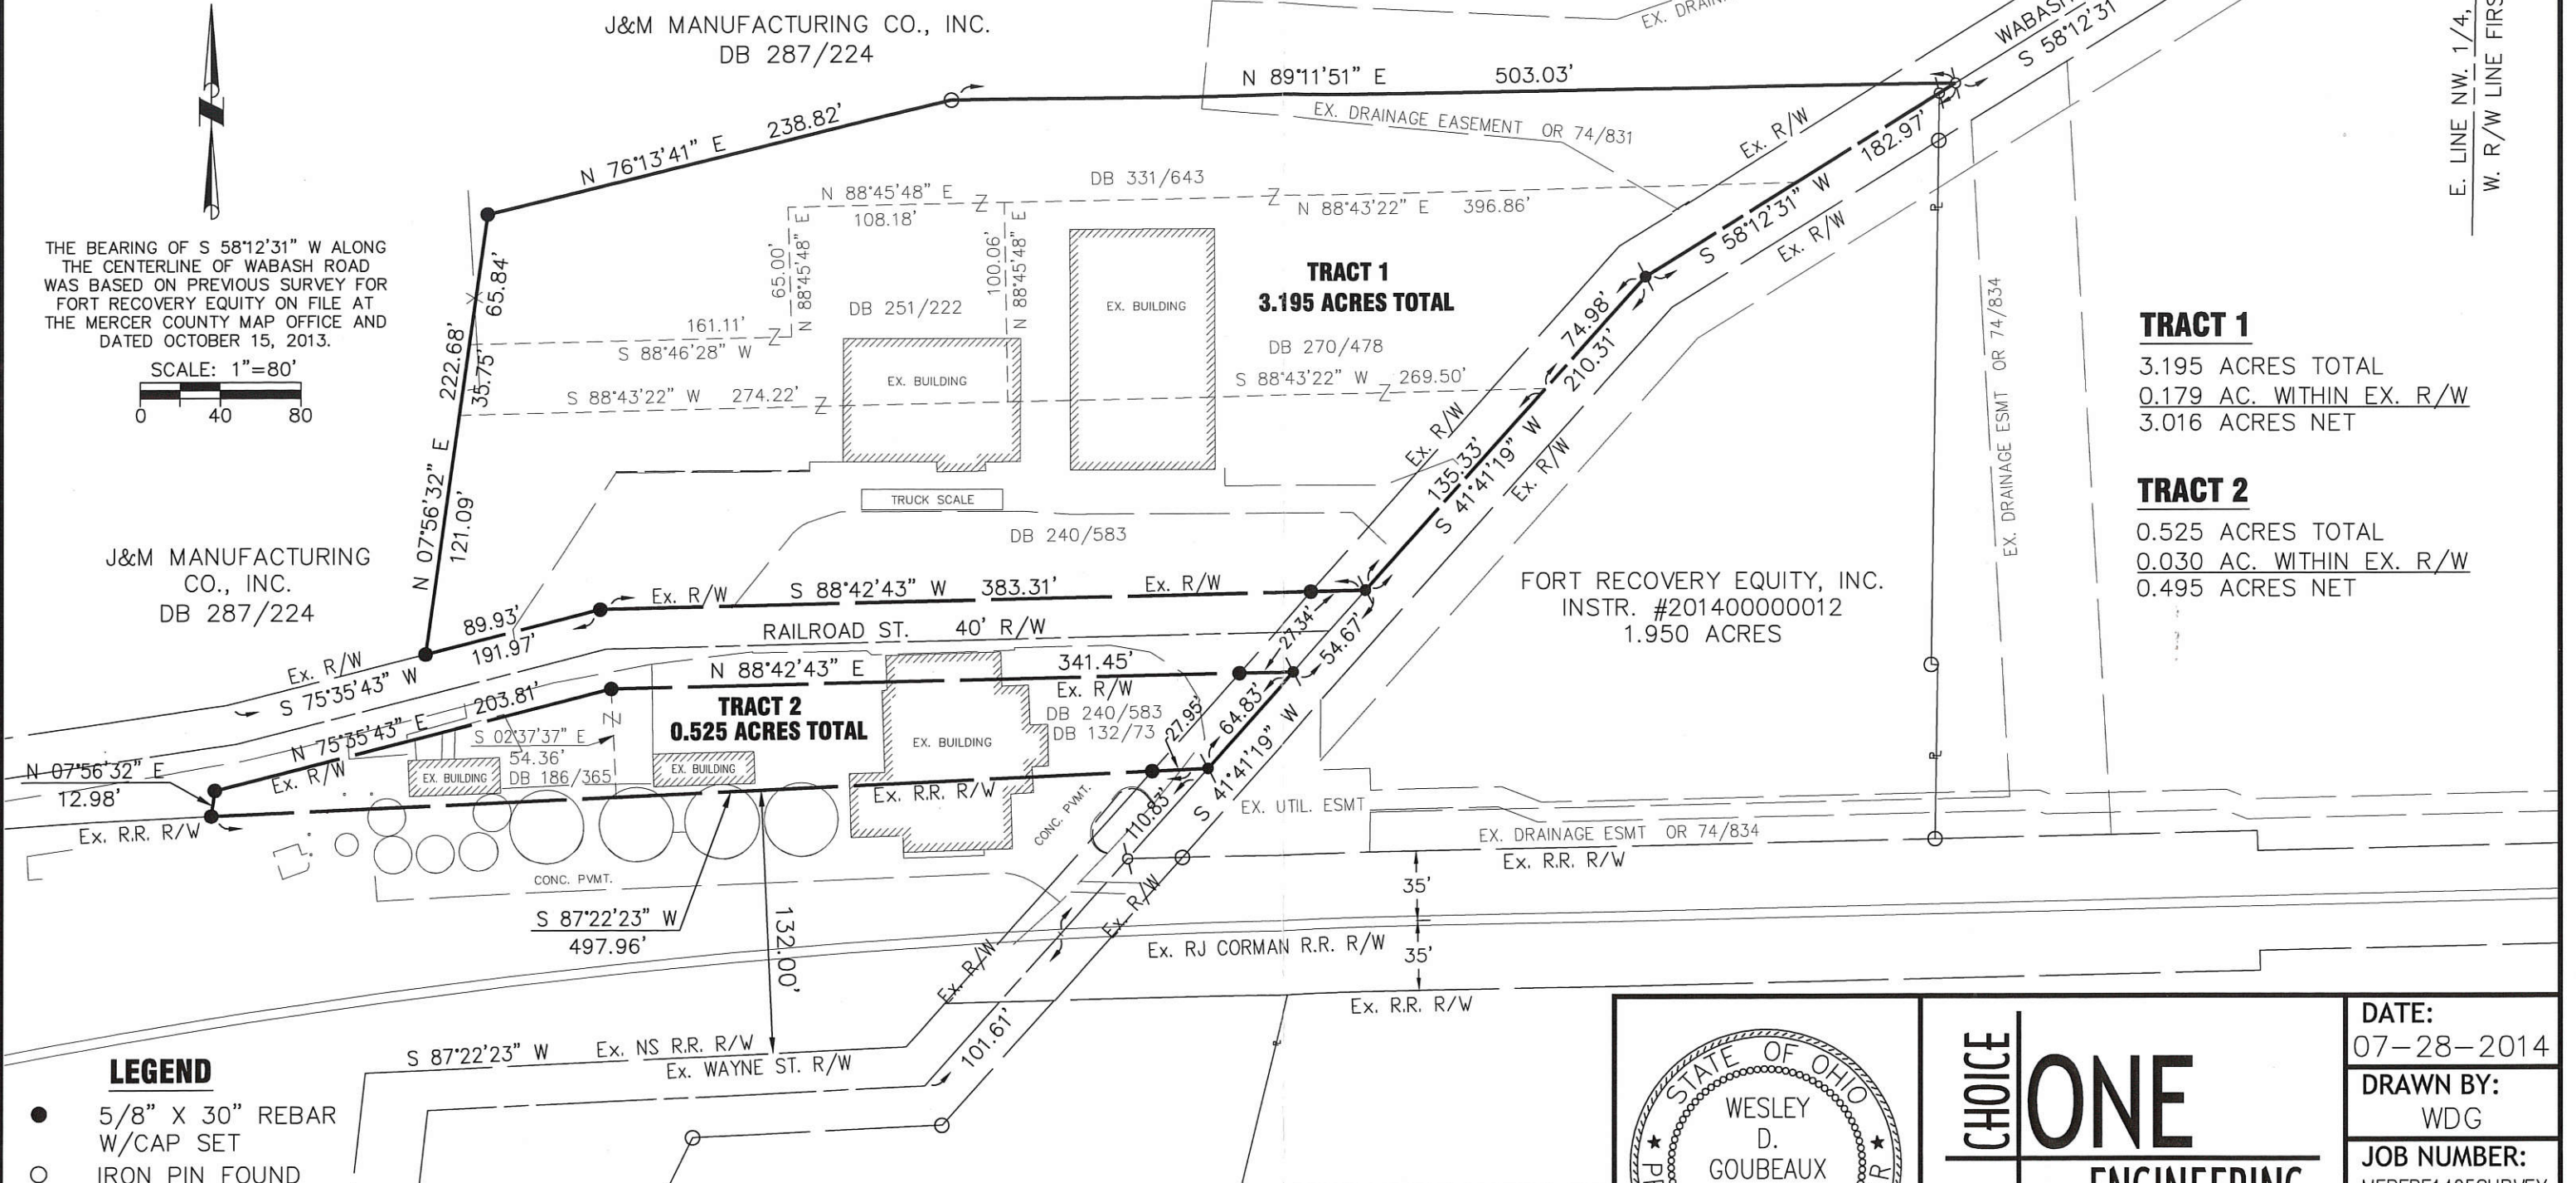 J&M MANUFACTURING CO., INC.
DB 287/224
EX. DRAIN
WABASH
S 58°12'31"
E. LINE NW. 1/4,
W. R/W LINE FIRS
N
N 89°11'51" E 503.03'
N 76°13'41" E 238.82'
EX. DRAINAGE EASEMENT OR 74/831
Ex. R/W
182.97'
S 58°12'31" W
Ex. R/W
THE BEARING OF S 58°12'31" W ALONG
THE CENTERLINE OF WABASH ROAD
WAS BASED ON PREVIOUS SURVEY FOR
FORT RECOVERY EQUITY ON FILE AT
THE MERCER COUNTY MAP OFFICE AND
DATED OCTOBER 15, 2013.
SCALE: 1"=80'
0 40 80
N 88°45'48" E
108.18'
DB 331/643
N 88°43'22" E 396.86'
65.00'
N 88°45'48" E
100.06'
N 88°45'48" E
DB 251/222
EX. BUILDING
EX. BUILDING
TRACT 1
3.195 ACRES TOTAL
DB 270/478
161.11'
S 88°46'28" W
S 88°43'22" W 274.22'
S 88°43'22" W 269.50'
65.84'
222.68'
35.75'
N 07°56'32" E
121.09'
74.98'
210.31'
135.33'
S 41°41'19" W
Ex. R/W
Ex. R/W
TRUCK SCALE
DB 240/583
EX. DRAINAGE ESMT OR 74/834
TRACT 1
3.195 ACRES TOTAL
0.179 AC. WITHIN EX. R/W
3.016 ACRES NET
TRACT 2
0.525 ACRES TOTAL
0.030 AC. WITHIN EX. R/W
0.495 ACRES NET
J&M MANUFACTURING
CO., INC.
DB 287/224
FORT RECOVERY EQUITY, INC.
INSTR. #201400000012
1.950 ACRES
Ex. R/W S 88°42'43" W 383.31' Ex. R/W
89.93'
191.97'
Ex. R/W
S 75°35'43" W
RAILROAD ST. 40' R/W
27.34'
54.67'
N 88°42'43" E 341.45'
Ex. R/W
DB 240/583
DB 132/73
TRACT 2
0.525 ACRES TOTAL
EX. BUILDING
N 75°35'43" E 203.81'
Ex. R/W
S 02°37'37" E
54.36'
DB 186/365
EX. BUILDING
EX. BUILDING
N 07°56'32" E
12.98'
Ex. R.R. R/W
Ex. R.R. R/W
27.95'
64.83'
S 41°41'19" W
110.83'
CONC. PVMT.
CONC. PVMT.
EX. UTIL. ESMT
EX. DRAINAGE ESMT OR 74/834
Ex. R.R. R/W
35'
35'
S 87°22'23" W
497.96'
132.00'
Ex. R/W
Ex. R/W
Ex. RJ CORMAN R.R. R/W
Ex. R.R. R/W
101.61'
S 87°22'23" W Ex. NS R.R. R/W
Ex. WAYNE ST. R/W
LEGEND
5/8" X 30" REBAR
W/CAP SET
IRON PIN FOUND
STATE OF OHIO
WESLEY
D.
GOUBEAUX
CHOICE
ONE
ENGINEERING
DATE:
07-28-2014
DRAWN BY:
WDG
JOB NUMBER: